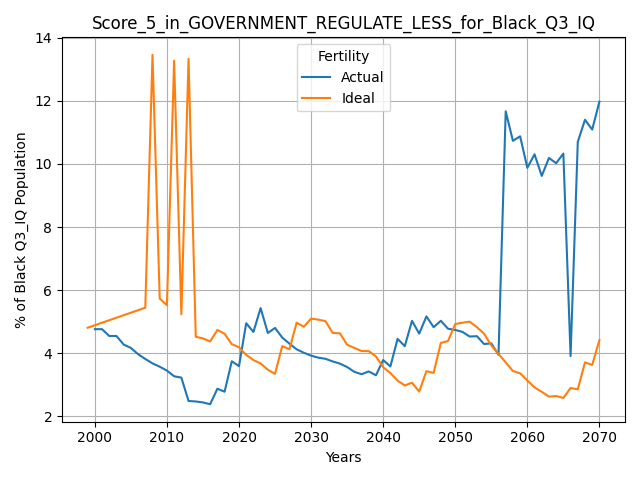 Score_5_in_GOVERNMENT_REGULATE_LESS_for_Black_Q3_IQ
Fertility
Actual
Ideal
% of Black Q3_IQ Population
14
12
10
8
6
4
2
2000 2010 2020 2030 2040 2050 2060 2070
Years